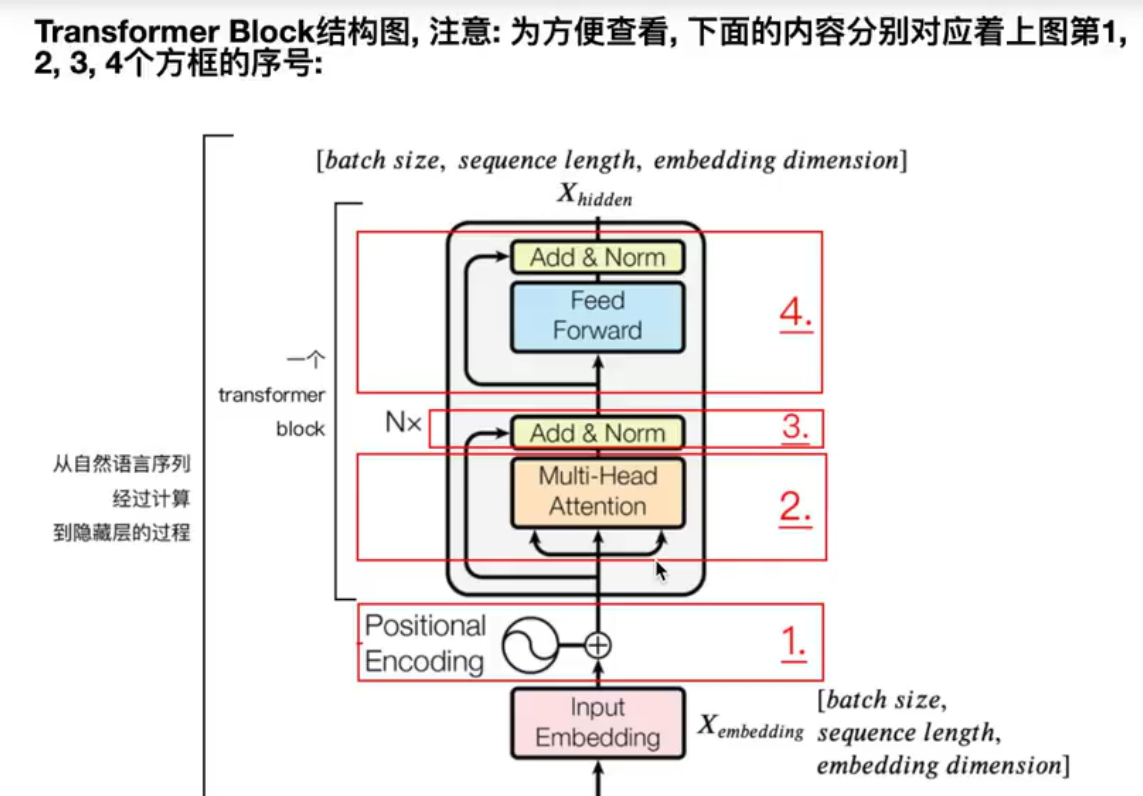 Transformer Block结构图, 注意: 为方便查看, 下面的内容分别对应着上图第1,
2, 3, 4个方框的序号:
[batch size, sequence length, embedding dimension]
X_hidden
Add & Norm
Feed
Forward
4.
一个
transformer
block
N×
Add & Norm
3.
从自然语言序列
经过计算
到隐藏层的过程
Multi-Head
Attention
2.
Positional
Encoding
1.
Input
Embedding
X_embedding
[batch size,
sequence length,
embedding dimension]